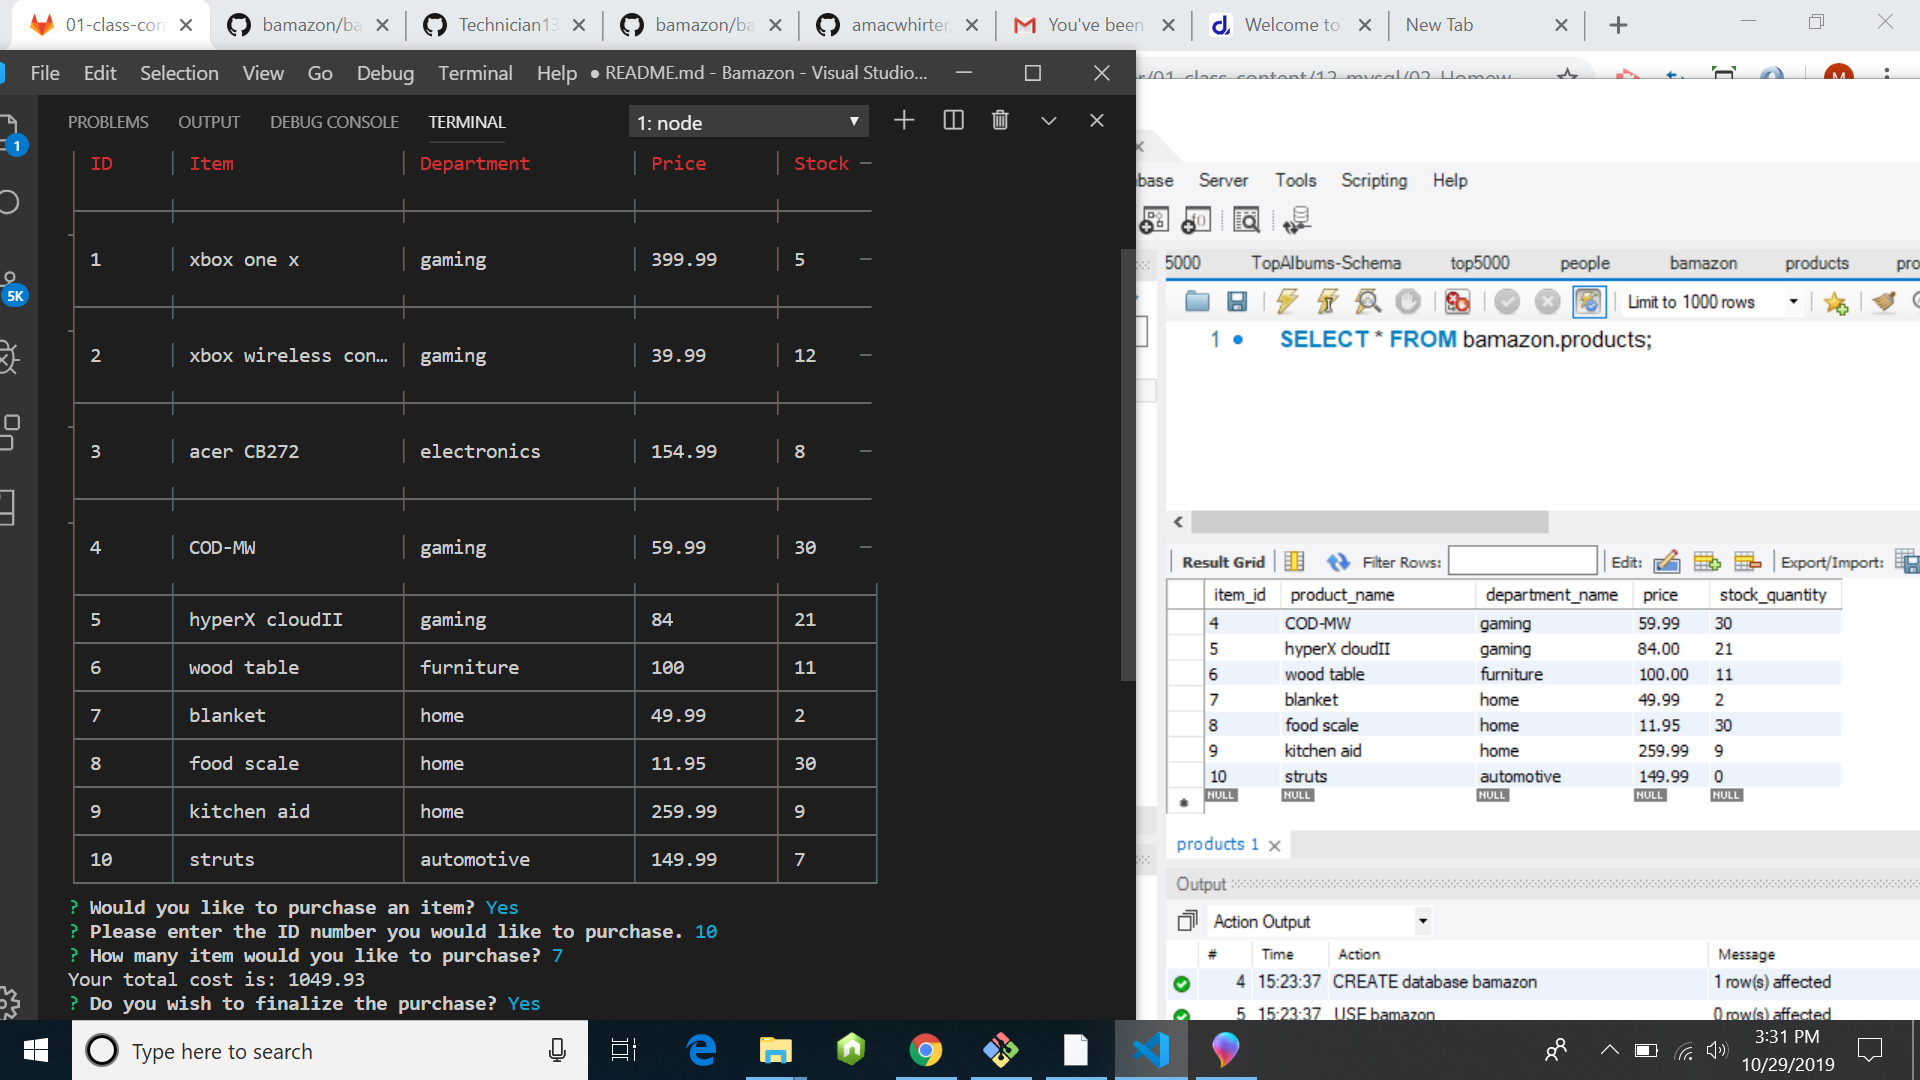 01-class-con
bamazon/ba
Technician13
bamazon/ba
amacwhirter
You've been
Welcome to
New Tab
File Edit Selection View Go Debug Terminal Help ● README.md - Bamazon - Visual Studio...
M
PROBLEMS OUTPUT DEBUG CONSOLE TERMINAL 1: node
1
5K
ID Item Department Price Stock
1 xbox one x gaming 399.99 5
2 xbox wireless con… gaming 39.99 12
3 acer CB272 electronics 154.99 8
4 COD-MW gaming 59.99 30
5 hyperX cloudII gaming 84 21
6 wood table furniture 100 11
7 blanket home 49.99 2
8 food scale home 11.95 30
9 kitchen aid home 259.99 9
10 struts automotive 149.99 7
? Would you like to purchase an item? Yes
? Please enter the ID number you would like to purchase. 10
? How many item would you like to purchase? 7
Your total cost is: 1049.93
? Do you wish to finalize the purchase? Yes
base Server Tools Scripting Help
5000 TopAlbums-Schema top5000 people bamazon products pro
Limit to 1000 rows
1 SELECT * FROM bamazon.products;
Result Grid Filter Rows: Edit: Export/Import:
item_id product_name department_name price stock_quantity
4 COD-MW gaming 59.99 30
5 hyperX cloudII gaming 84.00 21
6 wood table furniture 100.00 11
7 blanket home 49.99 2
8 food scale home 11.95 30
9 kitchen aid home 259.99 9
10 struts automotive 149.99 0
NULL NULL NULL NULL NULL
products 1
Output
Action Output
# Time Action Message
4 15:23:37 CREATE database bamazon 1 row(s) affected
5 15:23:37 USE bamazon 0 row(s) affected
Type here to search
3:31 PM
10/29/2019